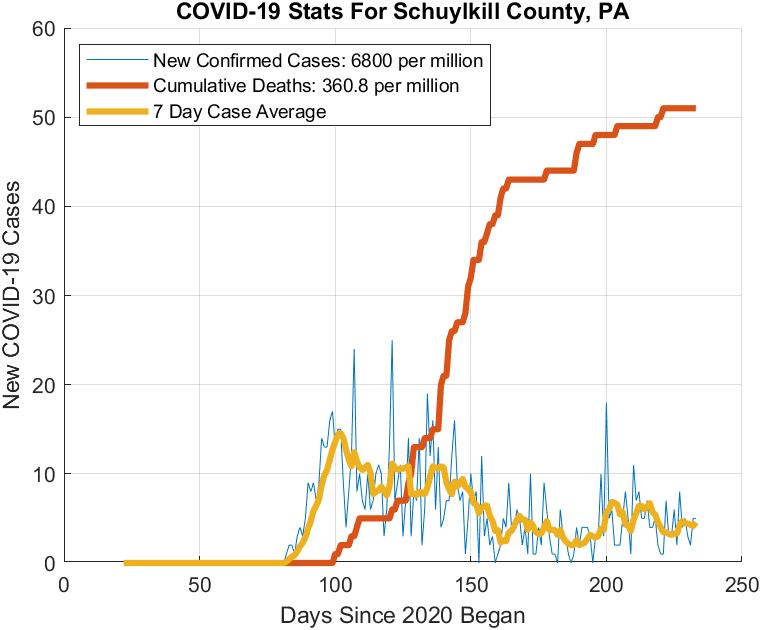 COVID-19 Stats For Schuylkill County, PA
New Confirmed Cases: 6800 per million
Cumulative Deaths: 360.8 per million
7 Day Case Average
New COVID-19 Cases
60
50
40
30
20
10
0
0 50 100 150 200 250
Days Since 2020 Began